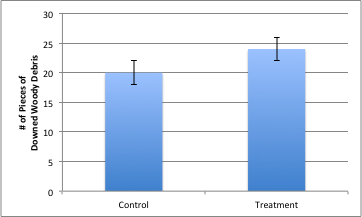 30
25
20
15
10
5
0
# of Pieces of
Downed Woody Debris
Control Treatment